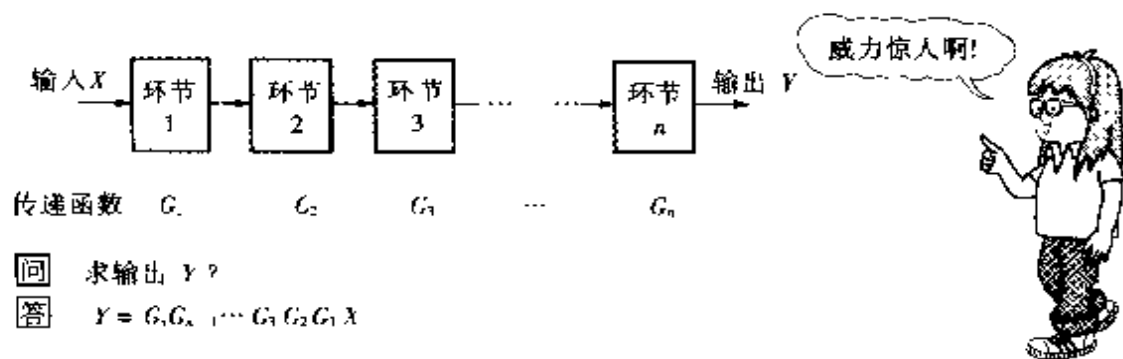 威力惊人啊!
输入X 环节1 环节2 环节3 … … 环节n 输出 Y
传递函数 G₁ G₂ G₃ … Gₙ
问 求输出 Y?
答 Y = GₙGₙ₋₁…G₃G₂G₁X